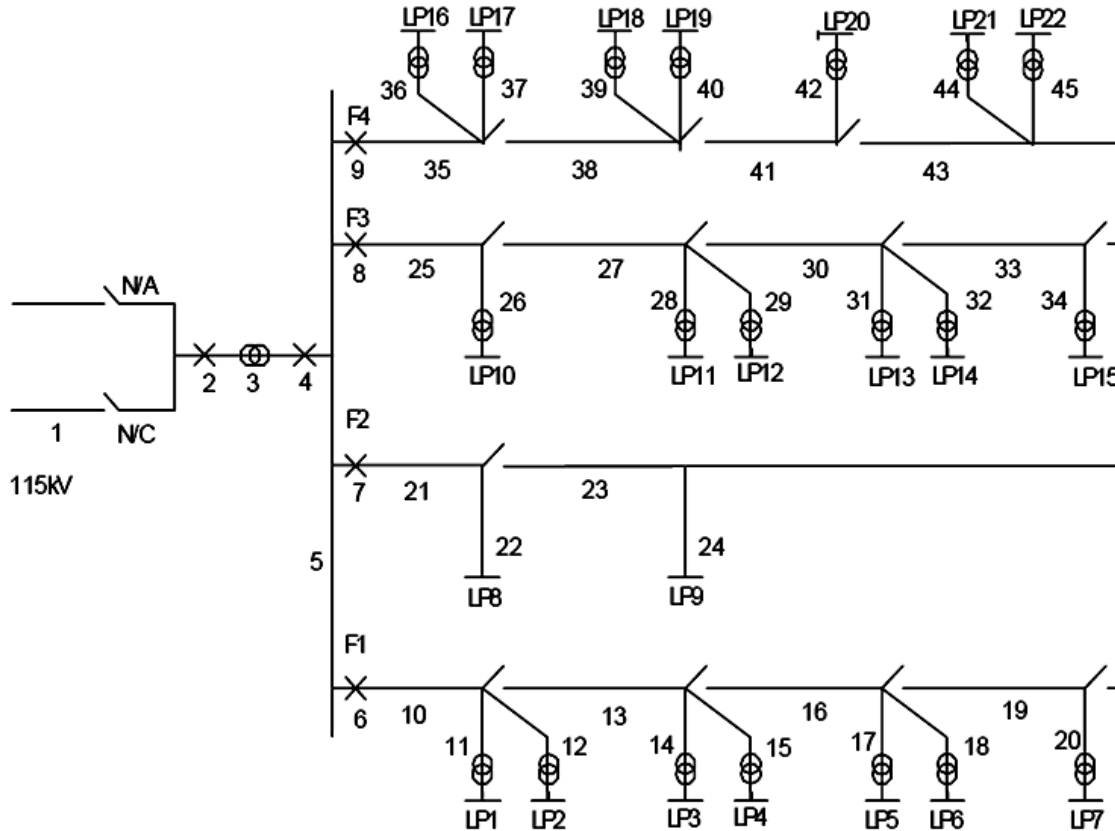 LP16 LP17 LP18 LP19 LP20 LP21 LP22
36 37 39 40 42 44 45
F4
9 35 38 41 43
F3
8 25 27 30 33
26 28 29 31 32 34
LP10 LP11 LP12 LP13 LP14 LP15
N/A
2 3 4
1 N/C
115kV
F2
7 21 23
5 22 24
LP8 LP9
F1
6 10 13 16 19
11 12 14 15 17 18 20
LP1 LP2 LP3 LP4 LP5 LP6 LP7